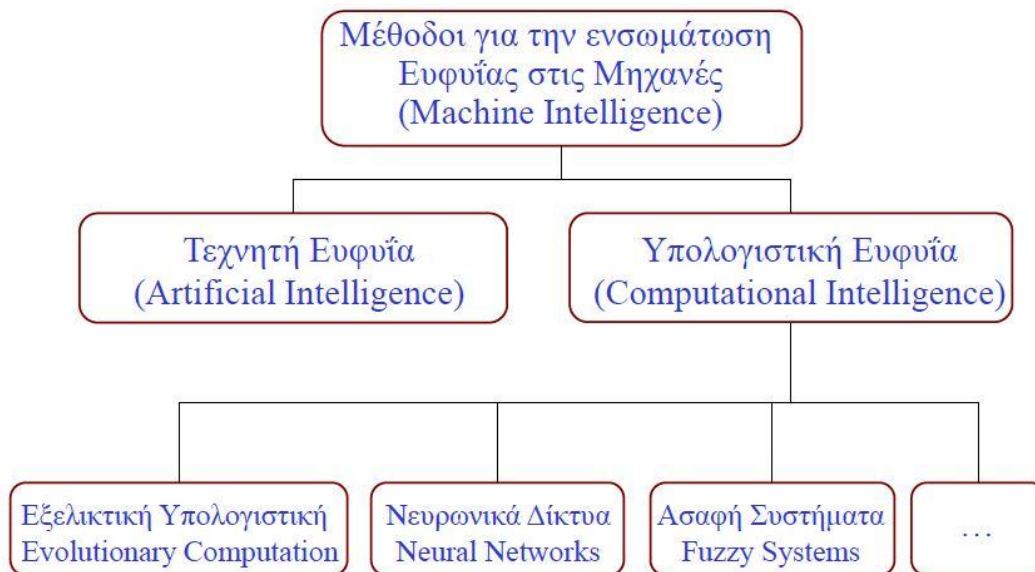 Μέθοδοι για την ενσωμάτωση
Ευφυΐας στις Μηχανές
(Machine Intelligence)
Τεχνητή Ευφυΐα
(Artificial Intelligence)
Υπολογιστική Ευφυΐα
(Computational Intelligence)
Εξελικτική Υπολογιστική
Evolutionary Computation
Νευρωνικά Δίκτυα
Neural Networks
Ασαφή Συστήματα
Fuzzy Systems
...